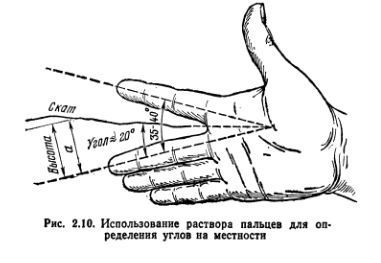 Скат
Высота
а
Угол≈20°
35-40°
Рис. 2.10. Использование раствора пальцев для оп-
ределения углов на местности